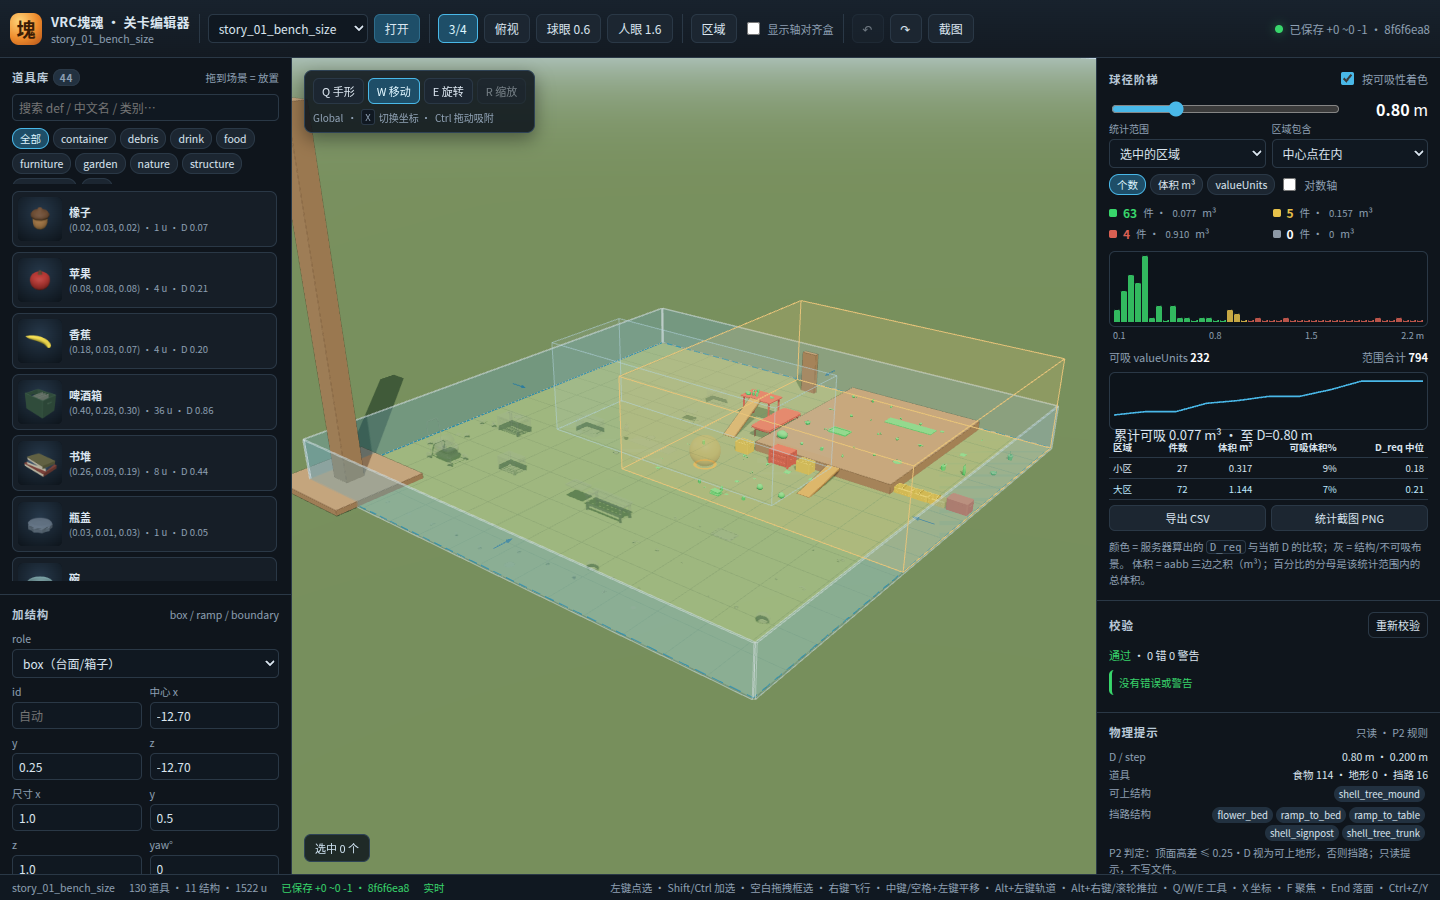 塊
VRC塊魂 · 关卡编辑器
story_01_bench_size
story_01_bench_size
打开
3/4
俯视
球眼 0.6
人眼 1.6
区域
显示轴对齐盒
↶
↷
截图
已保存 +0 ~0 -1 · 8f6f6ea8
道具库 44
拖到场景 = 放置
搜索 def / 中文名 / 类别…
全部
container
debris
drink
food
furniture
garden
nature
structure
橡子
(0.02, 0.03, 0.02) · 1 u · D 0.07
苹果
(0.08, 0.08, 0.08) · 4 u · D 0.21
香蕉
(0.18, 0.03, 0.07) · 4 u · D 0.20
啤酒箱
(0.40, 0.28, 0.30) · 36 u · D 0.86
书堆
(0.26, 0.09, 0.19) · 8 u · D 0.44
瓶盖
(0.03, 0.01, 0.03) · 1 u · D 0.05
碗
加结构
box / ramp / boundary
role
box（台面/箱子）
id
中心 x
自动
-12.70
y
z
0.25
-12.70
尺寸 x
y
1.0
0.5
z
yaw°
1.0
0
Q 手形
W 移动
E 旋转
R 缩放
Global · X 切换坐标 · Ctrl 拖动吸附
选中 0 个
球径阶梯
按可吸性着色
0.80 m
统计范围
区域包含
选中的区域
中心点在内
个数
体积 m³
valueUnits
对数轴
63 件 · 0.077 m³
5 件 · 0.157 m³
4 件 · 0.910 m³
0 件 · 0 m³
0.1
0.8
1.5
2.2 m
可吸 valueUnits 232
范围合计 794
累计可吸 0.077 m³ · 至 D=0.80 m
区域 件数 体积 m³ 可吸体积% D_req 中位
小区 27 0.317 9% 0.18
大区 72 1.144 7% 0.21
导出 CSV
统计截图 PNG
颜色 = 服务器算出的 D_req 与当前 D 的比较；灰 = 结构/不可吸布
景。 体积 = aabb 三边之积（m³）；百分比的分母是该统计范围内的
总体积。
校验
重新校验
通过 · 0 错 0 警告
没有错误或警告
物理提示
只读 · P2 规则
D / step
0.80 m · 0.200 m
道具
食物 114 · 地形 0 · 挡路 16
可上结构
shell_tree_mound
挡路结构
flower_bed
ramp_to_bed
ramp_to_table
shell_signpost
shell_tree_trunk
P2 判定：顶面高差 ≤ 0.25·D 视为可上地形，否则挡路；只读提
示，不写文件。
story_01_bench_size
130 道具 · 11 结构 · 1522 u
已保存 +0 ~0 -1 · 8f6f6ea8
实时
左键点选 · Shift/Ctrl 加选 · 空白拖拽框选 · 右键飞行 · 中键/空格+左键平移 · Alt+左键轨道 · Alt+右键/滚轮推拉 · Q/W/E 工具 · X 坐标 · F 聚焦 · End 落面 · Ctrl+Z/Y